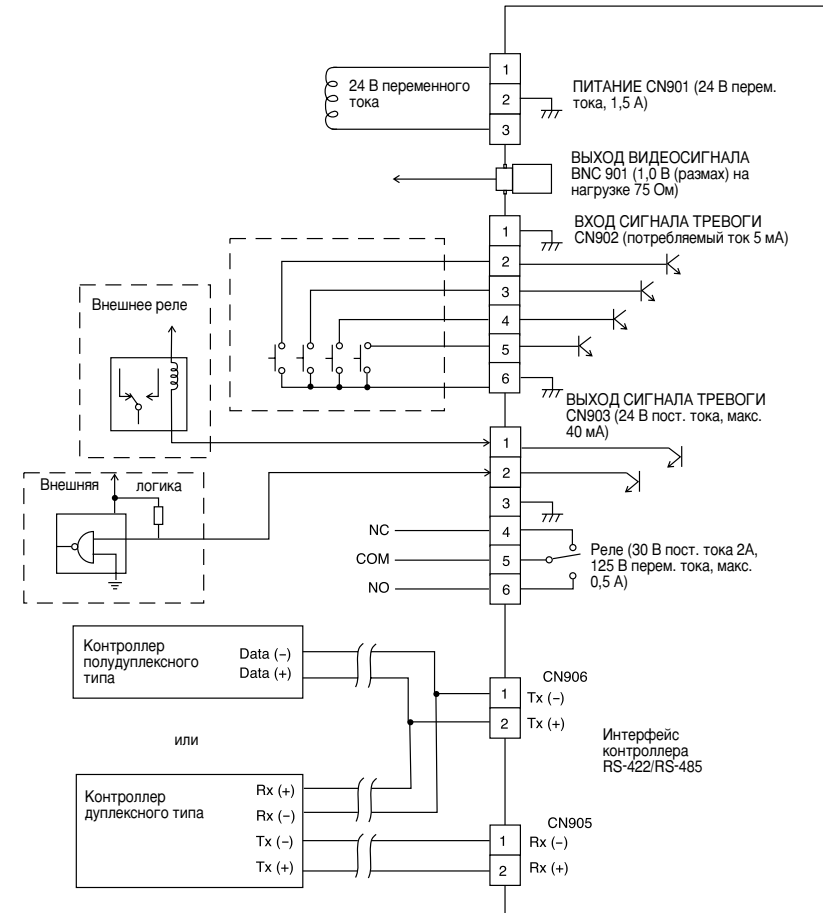 24 В переменного
тока
1
2
3
ПИТАНИЕ CN901 (24 В перем.
тока, 1,5 А)
ВЫХОД ВИДЕОСИГНАЛА
BNC 901 (1,0 В (размах) на
нагрузке 75 Ом)
ВХОД СИГНАЛА ТРЕВОГИ
CN902 (потребляемый ток 5 мА)
1
2
3
4
5
6
Внешнее реле
ВЫХОД СИГНАЛА ТРЕВОГИ
CN903 (24 В пост. тока, макс.
40 мА)
1
2
3
4
5
6
Внешняя логика
NC
COM
NO
Реле (30 В пост. тока 2А,
125 В перем. тока, макс.
0,5 А)
Контроллер
полудуплексного
типа
Data (–)
Data (+)
CN906
1 Tx (–)
2 Tx (+)
или
Интерфейс
контроллера
RS-422/RS-485
Контроллер
дуплексного типа
Rx (+)
Rx (–)
Tx (–)
Tx (+)
CN905
1 Rx (–)
2 Rx (+)